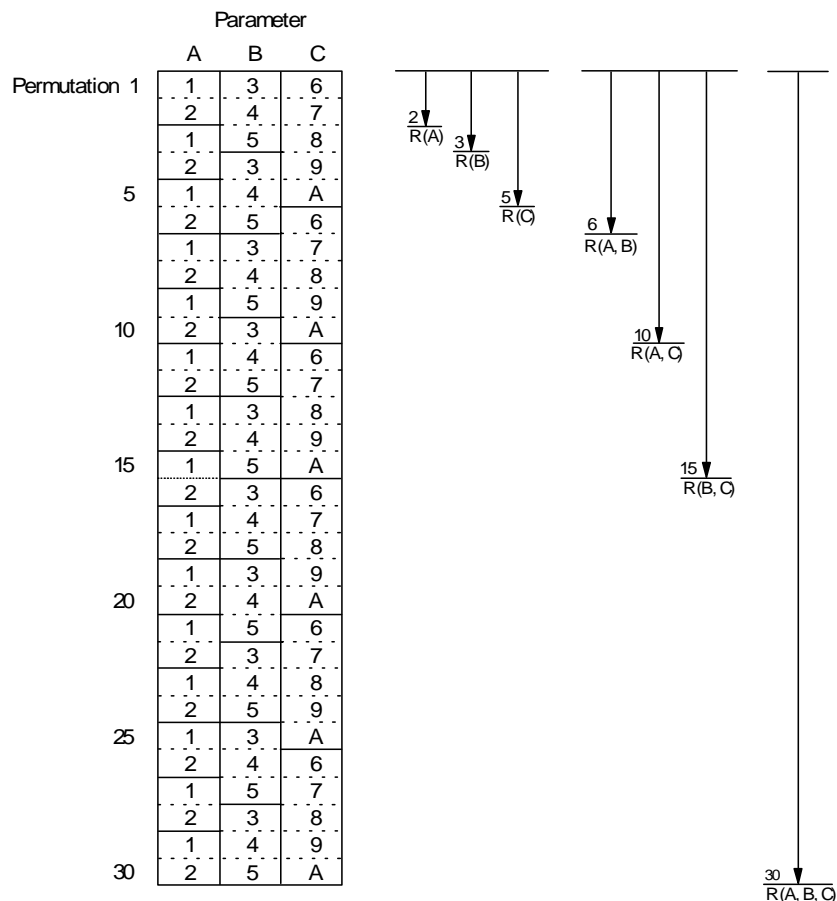 Parameter
A B C
Permutation 1 1 3 6
2 4 7
1 5 8
2 3 9
5 1 4 A
2 5 6
1 3 7
2 4 8
1 5 9
10 2 3 A
1 4 6
2 5 7
1 3 8
2 4 9
15 1 5 A
2 3 6
1 4 7
2 5 8
1 3 9
20 2 4 A
1 5 6
2 3 7
1 4 8
2 5 9
25 1 3 A
2 4 6
1 5 7
2 3 8
1 4 9
30 2 5 A
2
R(A)
3
R(B)
5
R(C)
6
R(A, B)
10
R(A, C)
15
R(B, C)
30
R(A, B, C)